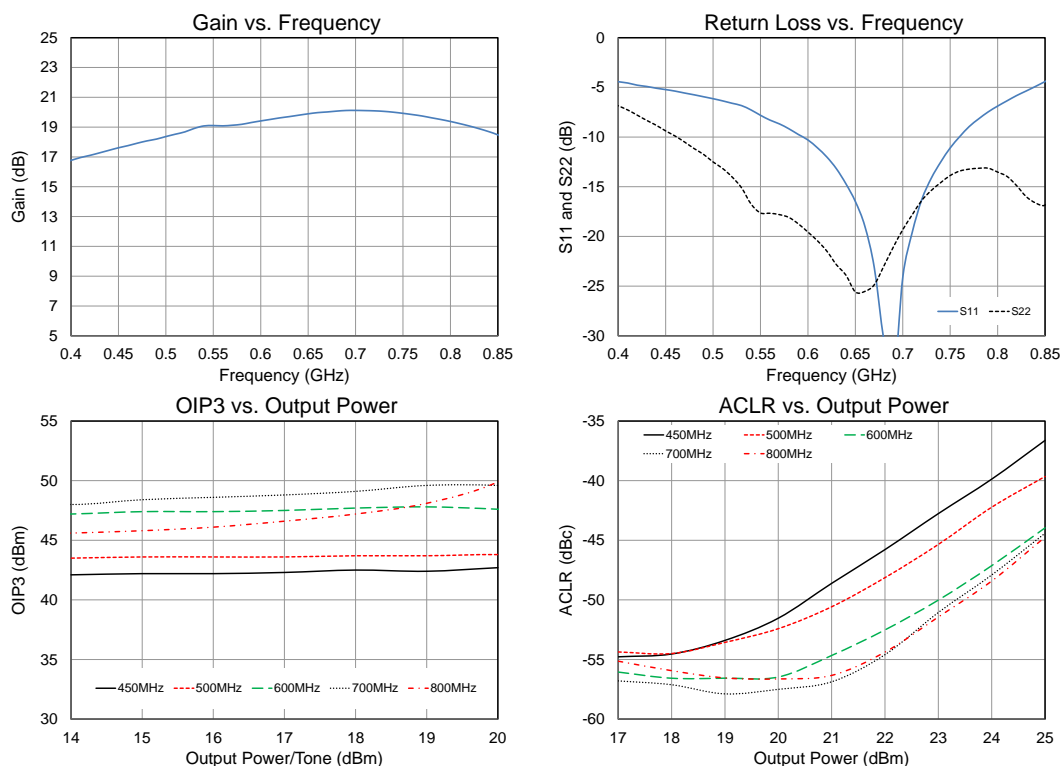 Gain vs. Frequency
25
23
21
19
17
15
13
11
9
7
5
Gain (dB)
0.4 0.45 0.5 0.55 0.6 0.65 0.7 0.75 0.8 0.85
Frequency (GHz)
Return Loss vs. Frequency
0
-5
-10
-15
-20
-25
-30
S11 and S22 (dB)
S11 S22
0.4 0.45 0.5 0.55 0.6 0.65 0.7 0.75 0.8 0.85
Frequency (GHz)
OIP3 vs. Output Power
55
50
45
40
35
30
OIP3 (dBm)
450MHz 500MHz 600MHz 700MHz 800MHz
14 15 16 17 18 19 20
Output Power/Tone (dBm)
ACLR vs. Output Power
-35
-40
-45
-50
-55
-60
ACLR (dBc)
450MHz 500MHz 600MHz
700MHz 800MHz
17 18 19 20 21 22 23 24 25
Output Power (dBm)